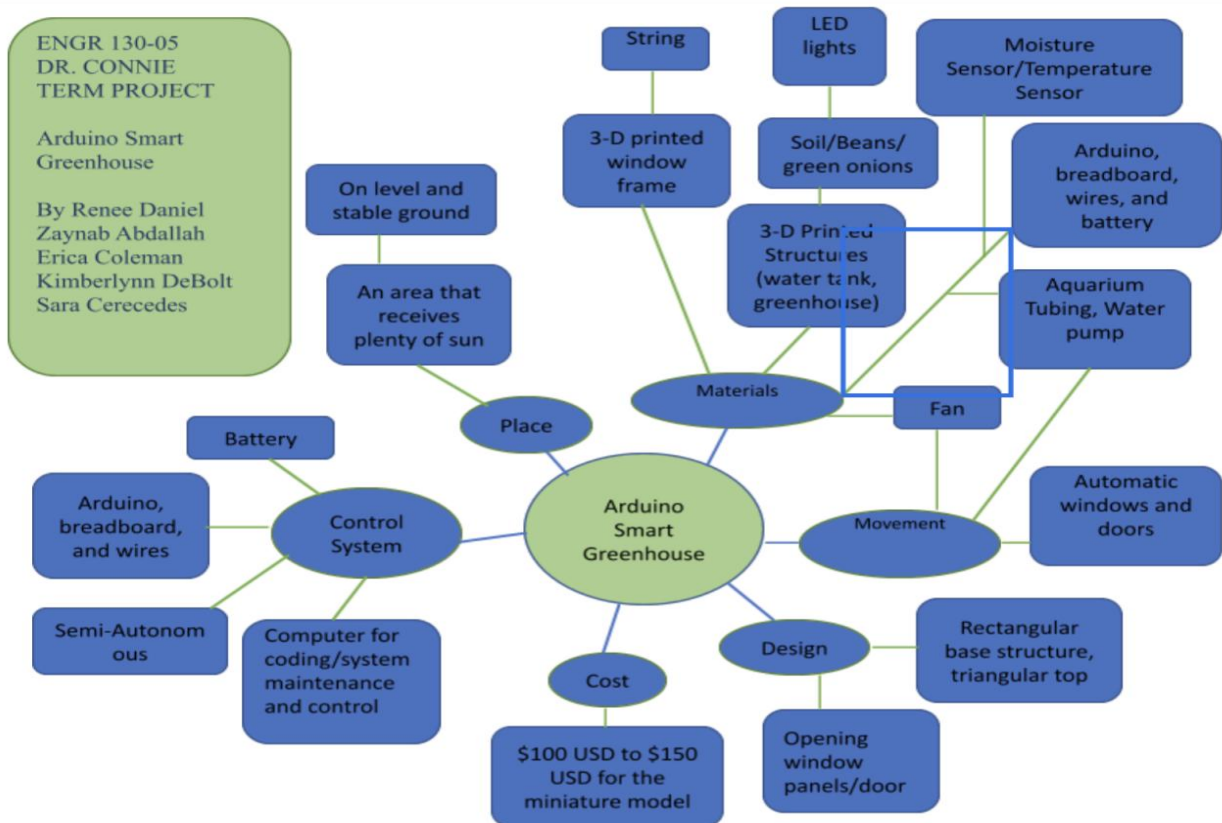 ENGR 130-05
DR. CONNIE
TERM PROJECT
Arduino Smart
Greenhouse
By Renee Daniel
Zaynab Abdallah
Erica Coleman
Kimberlynn DeBolt
Sara Cerecedes
String
LED
lights
Moisture
Sensor/Temperature
Sensor
3-D printed
window
frame
Soil/Beans/
green onions
Arduino,
breadboard,
wires, and
battery
On level and
stable ground
3-D Printed
Structures
(water tank,
greenhouse)
An area that
receives
plenty of sun
Aquarium
Tubing, Water
pump
Materials
Fan
Place
Battery
Arduino,
breadboard,
and wires
Control
System
Arduino
Smart
Greenhouse
Movement
Automatic
windows and
doors
Semi-Autonom
ous
Computer for
coding/system
maintenance
and control
Cost
Design
Rectangular
base structure,
triangular top
$100 USD to $150
USD for the
miniature model
Opening
window
panels/door